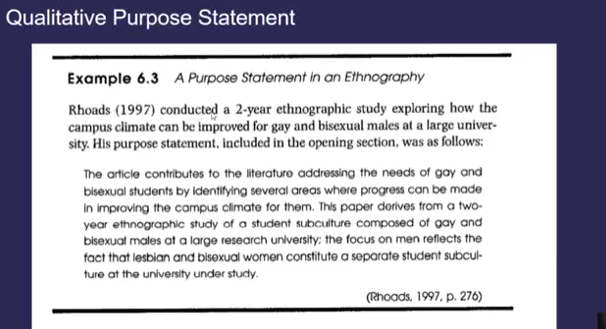 Qualitative Purpose Statement
Example 6.3 A Purpose Statement in an Ethnography
Rhoads (1997) conducted a 2-year ethnographic study exploring how the
campus climate can be improved for gay and bisexual males at a large univer-
sity. His purpose statement, included in the opening section, was as follows:
The article contributes to the literature addressing the needs of gay and
bisexual students by identifying several areas where progress can be made
in improving the campus climate for them. This paper derives from a two-
year ethnographic study of a student subculture composed of gay and
bisexual males at a large research university; the focus on men reflects the
fact that lesbian and bisexual women constitute a separate student subcul-
ture at the university under study.
(Rhoads, 1997, p. 276)